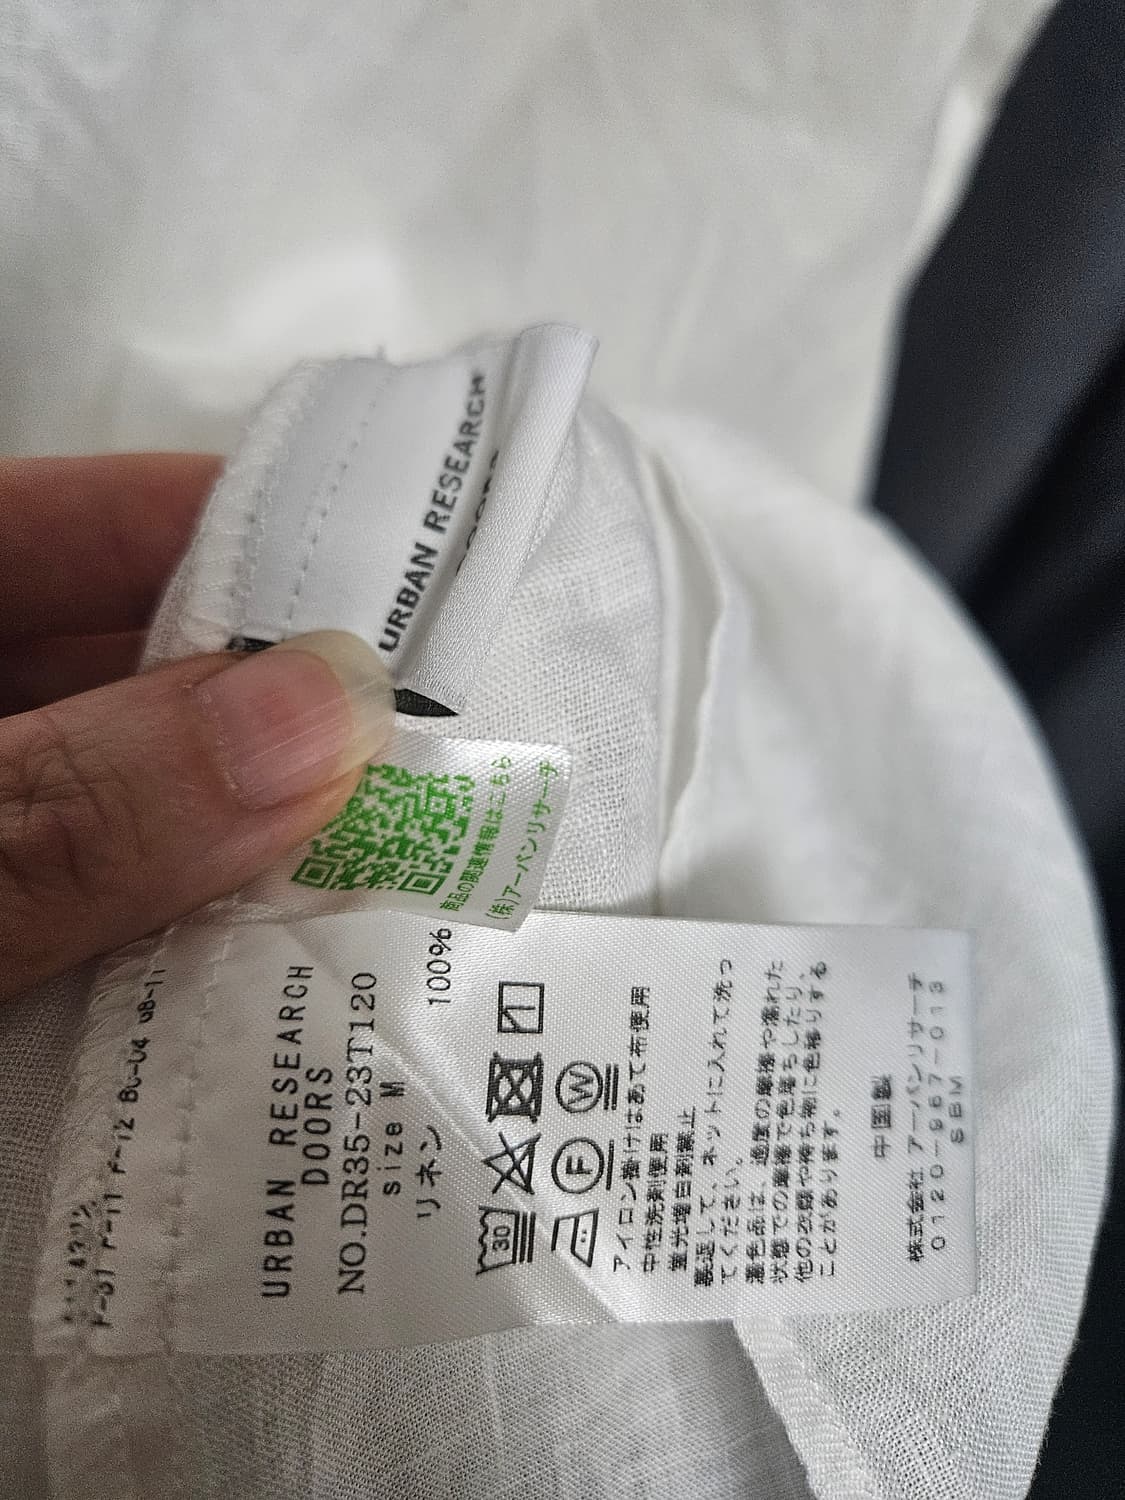 URBAN RESEARCH
商品の関連情報はこちら
(株)アーバンリサーチ
URBAN RESEARCH
DOORS
NO.DR35-23T120
size M
リネン 100%
30
F
W
アイロン掛けはあて布使用
中性洗剤使用
蛍光増白剤禁止
裏返して、ネットに入れて洗っ
てください。
濃色品は、過度の摩擦や濡れた
状態での摩擦で色落ちしたり、
他の衣類や持ち物に色移りする
ことがあります。
中国製
株式会社 アーバンリサーチ
0120-967-013
SBM